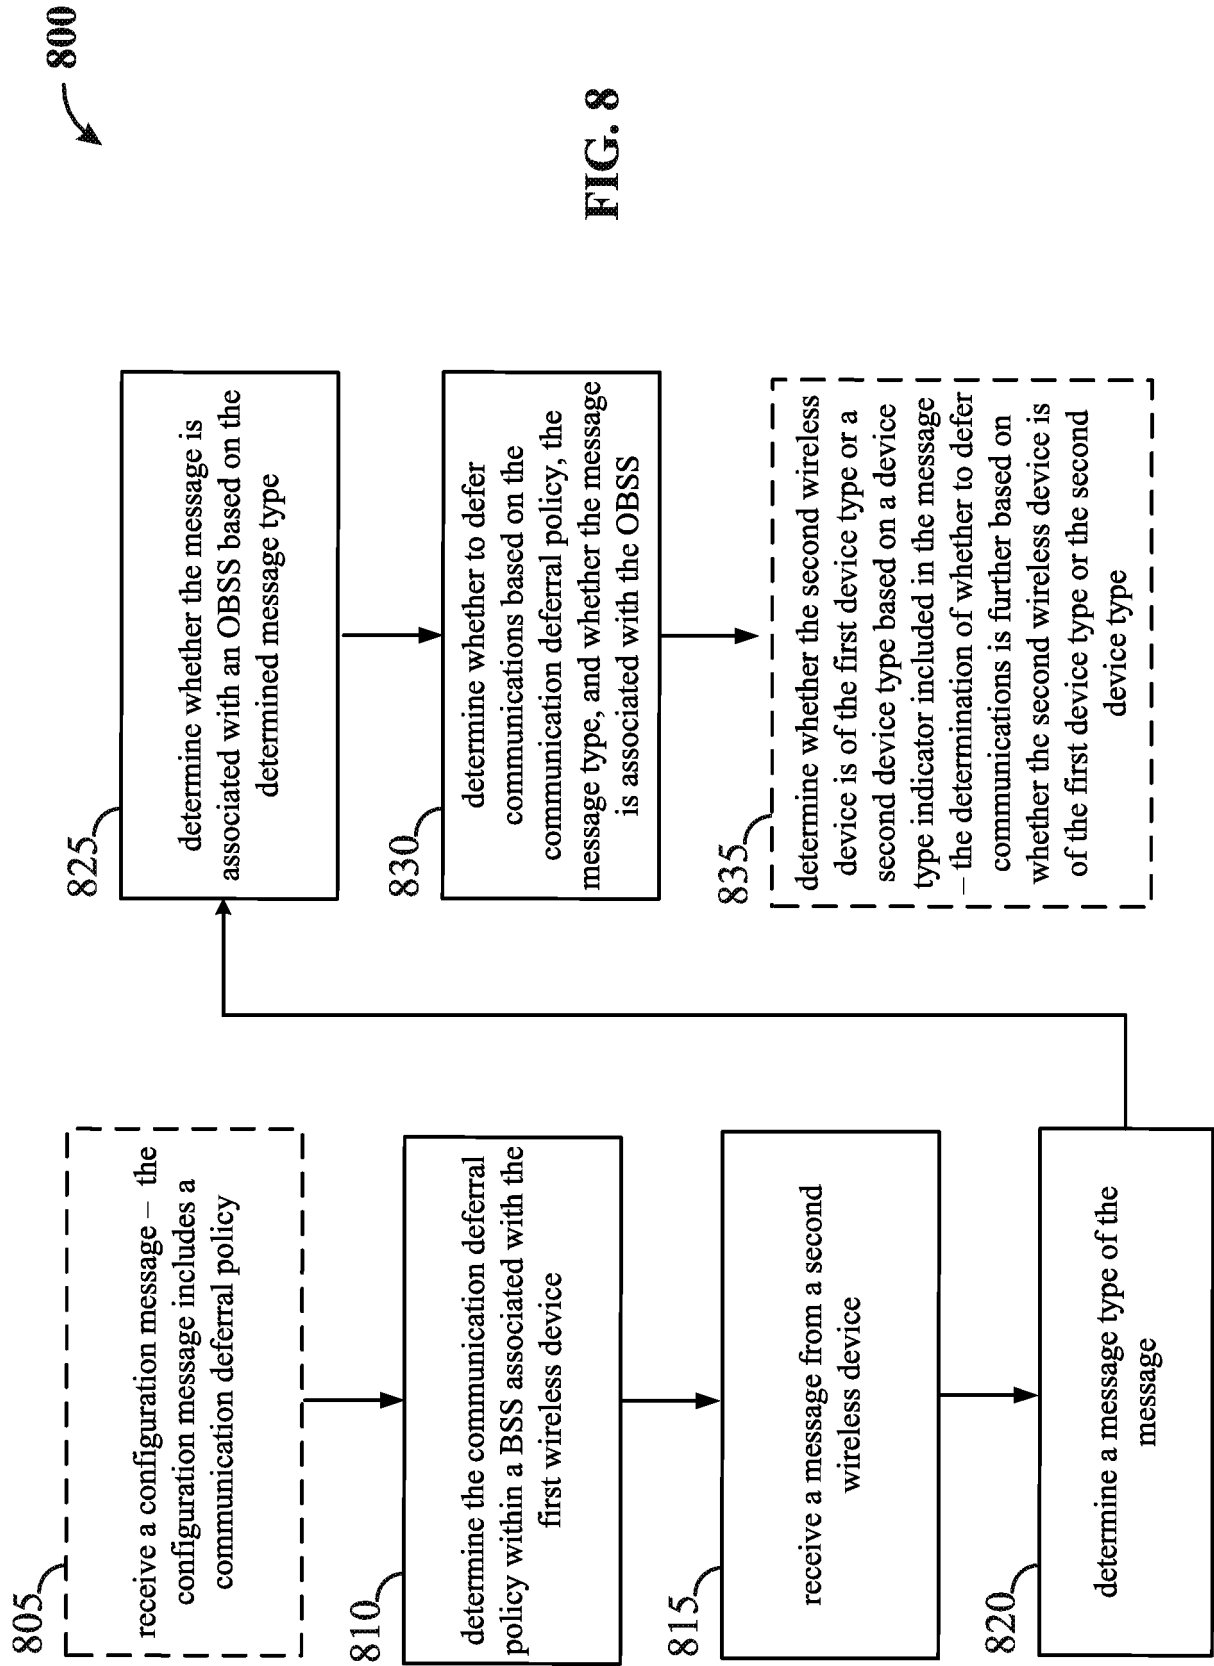 800
805
receive a configuration message – the
configuration message includes a
communication deferral policy
810
determine the communication deferral
policy within a BSS associated with the
first wireless device
815
receive a message from a second
wireless device
820
determine a message type of the
message
825
determine whether the message is
associated with an OBSS based on the
determined message type
830
determine whether to defer
communications based on the
communication deferral policy, the
message type, and whether the message
is associated with the OBSS
835
determine whether the second wireless
device is of the first device type or a
second device type based on a device
type indicator included in the message
– the determination of whether to defer
communications is further based on
whether the second wireless device is
of the first device type or the second
device type
FIG. 8